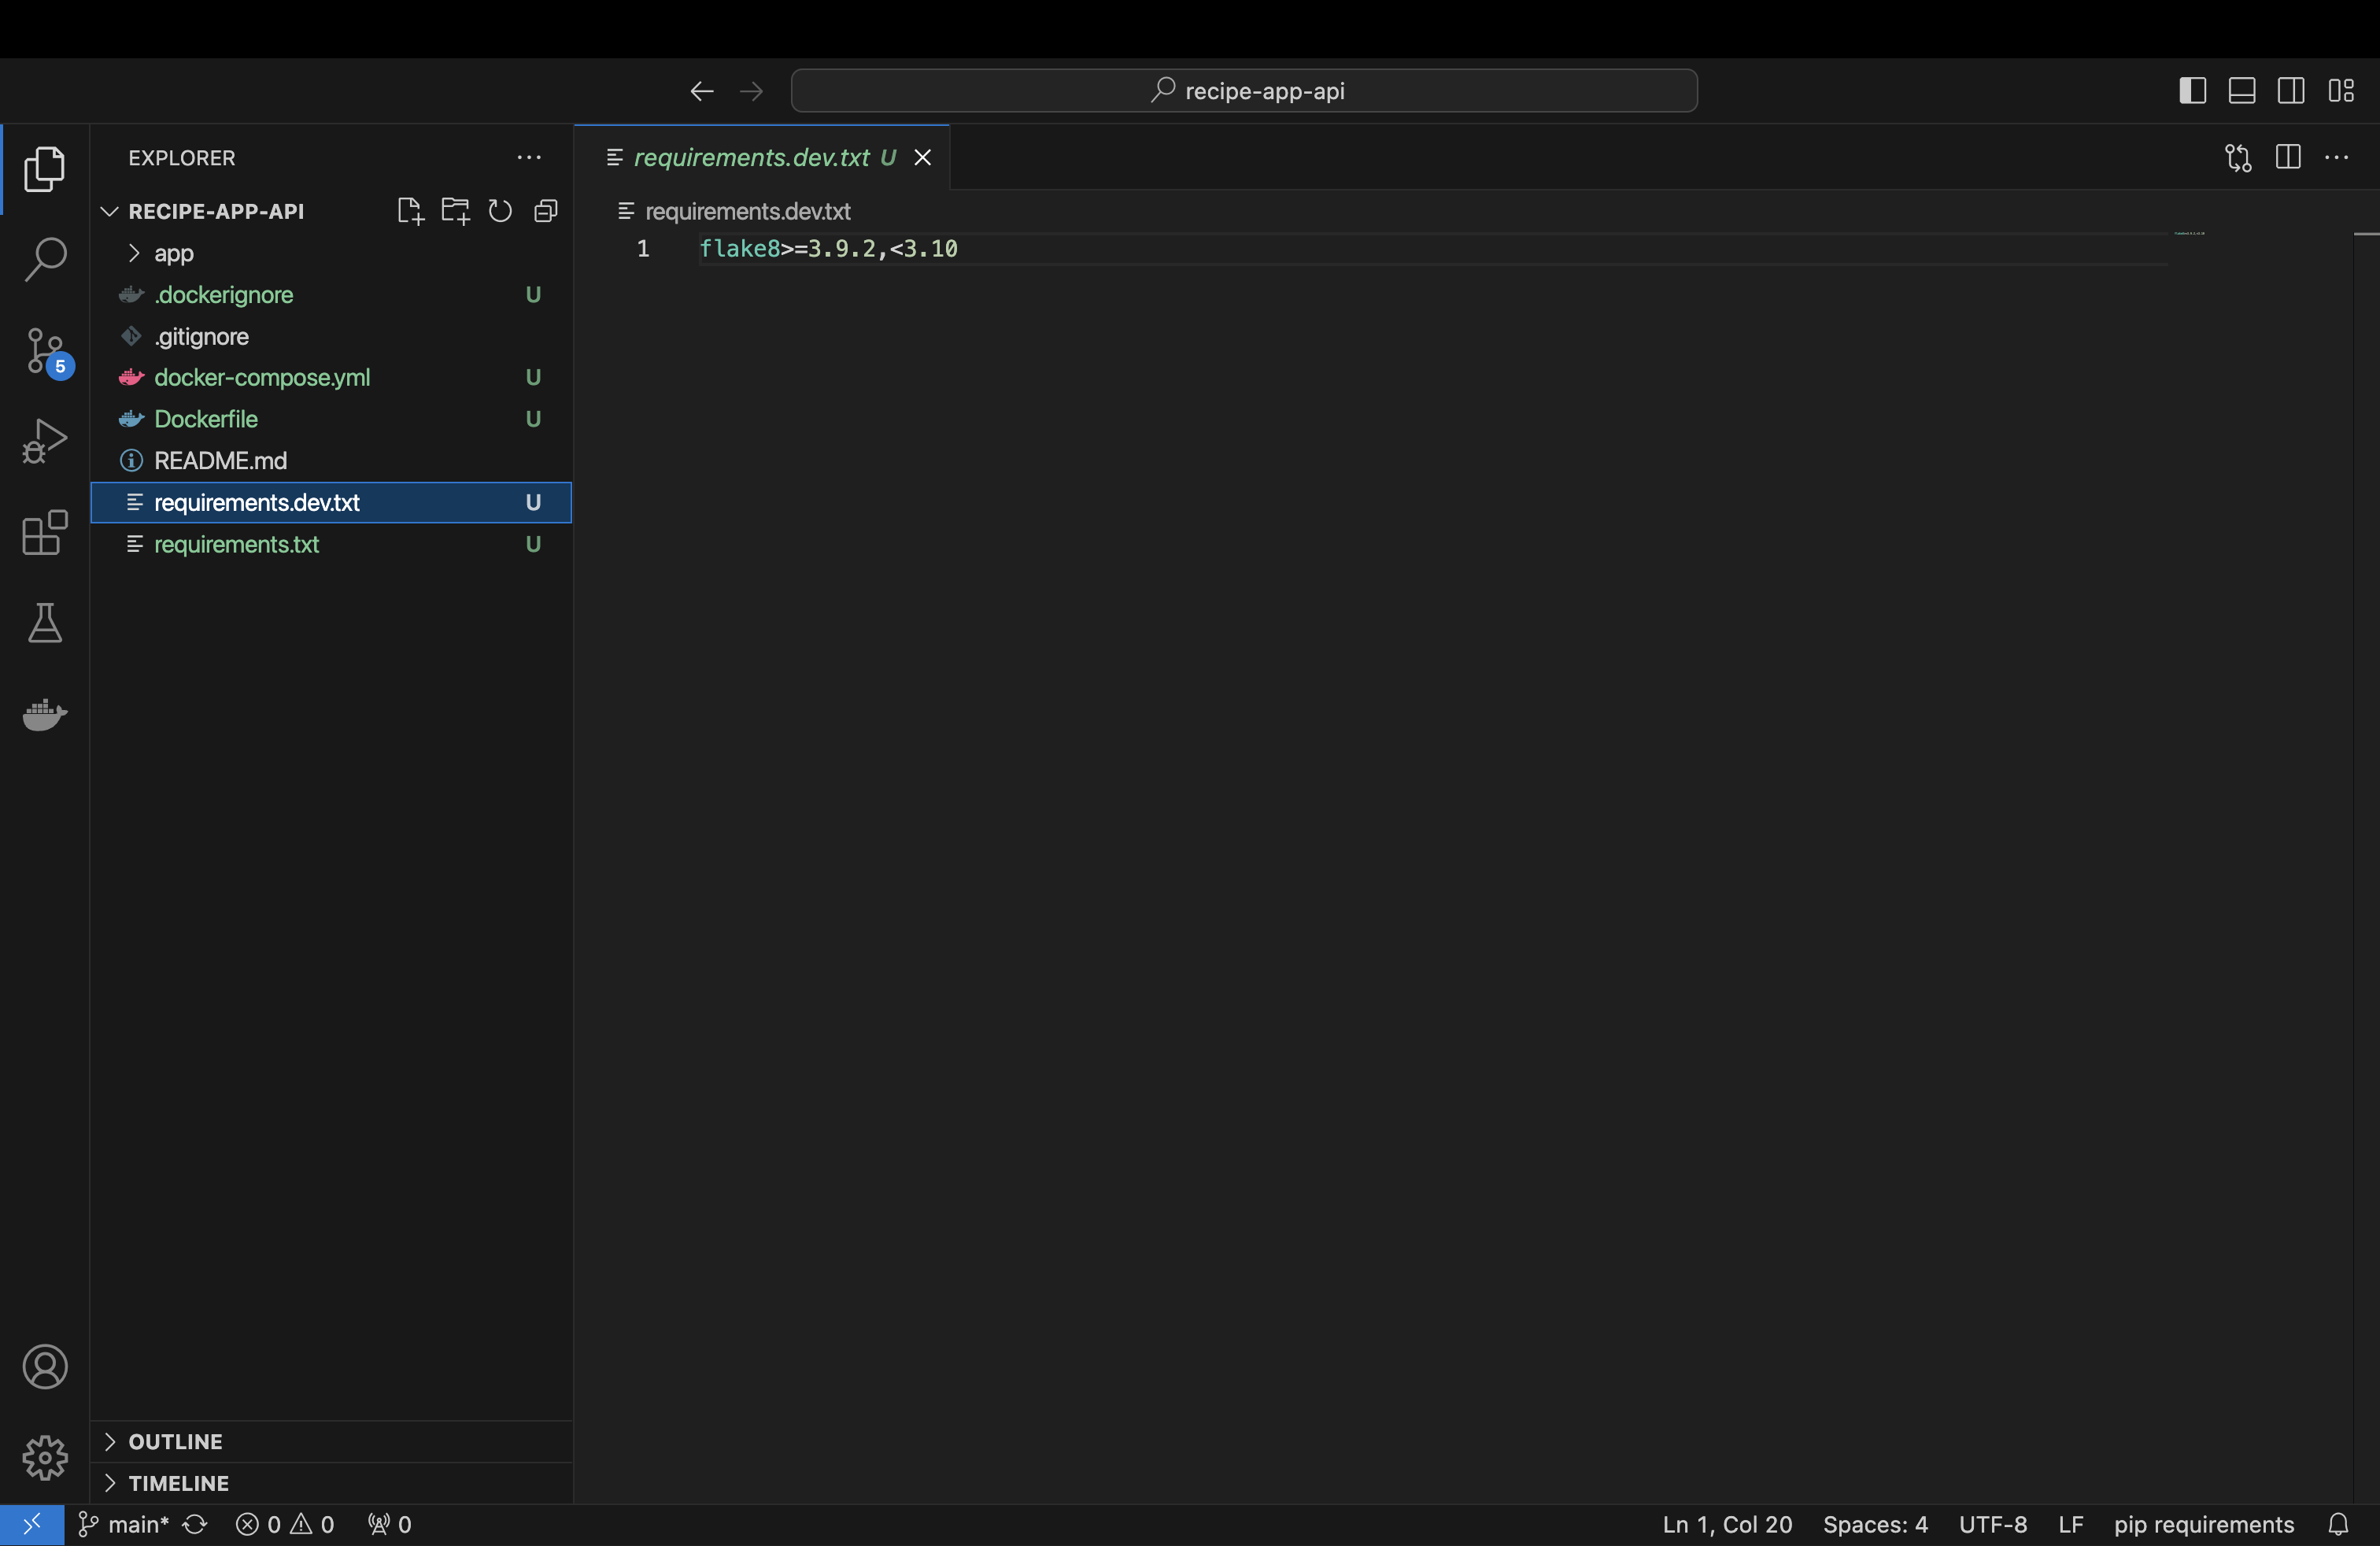 recipe-app-api
EXPLORER
RECIPE-APP-API
app
.dockerignore U
.gitignore
docker-compose.yml U
Dockerfile U
README.md
requirements.dev.txt U
requirements.txt U
5
OUTLINE
TIMELINE
requirements.dev.txt U
requirements.dev.txt
1 flake8>=3.9.2,<3.10
main* 0 0 0 Ln 1, Col 20 Spaces: 4 UTF-8 LF pip requirements